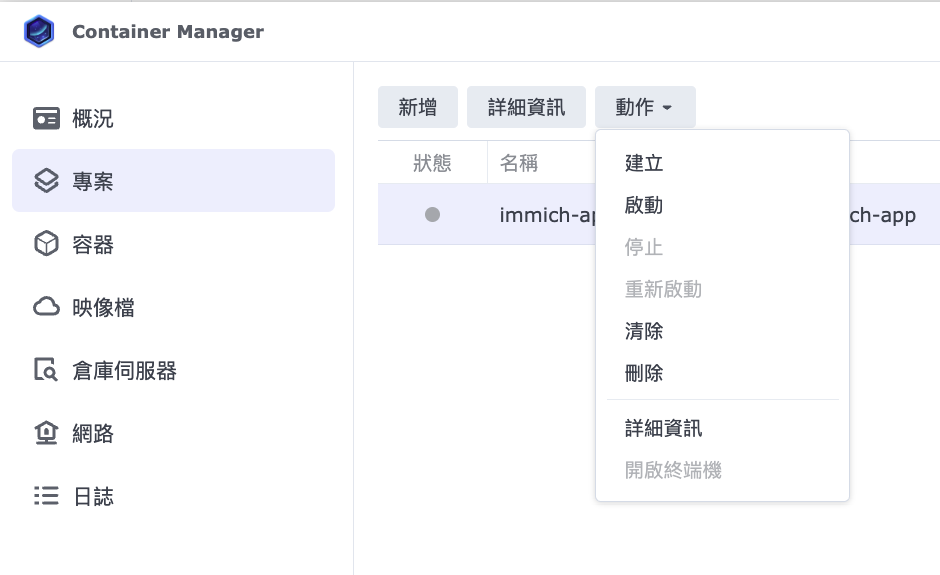 Container Manager
概況
專案
容器
映像檔
倉庫伺服器
網路
日誌
新增
詳細資訊
動作
狀態
名稱
immich-ap
ch-app
建立
啟動
停止
重新啟動
清除
刪除
詳細資訊
開啟終端機